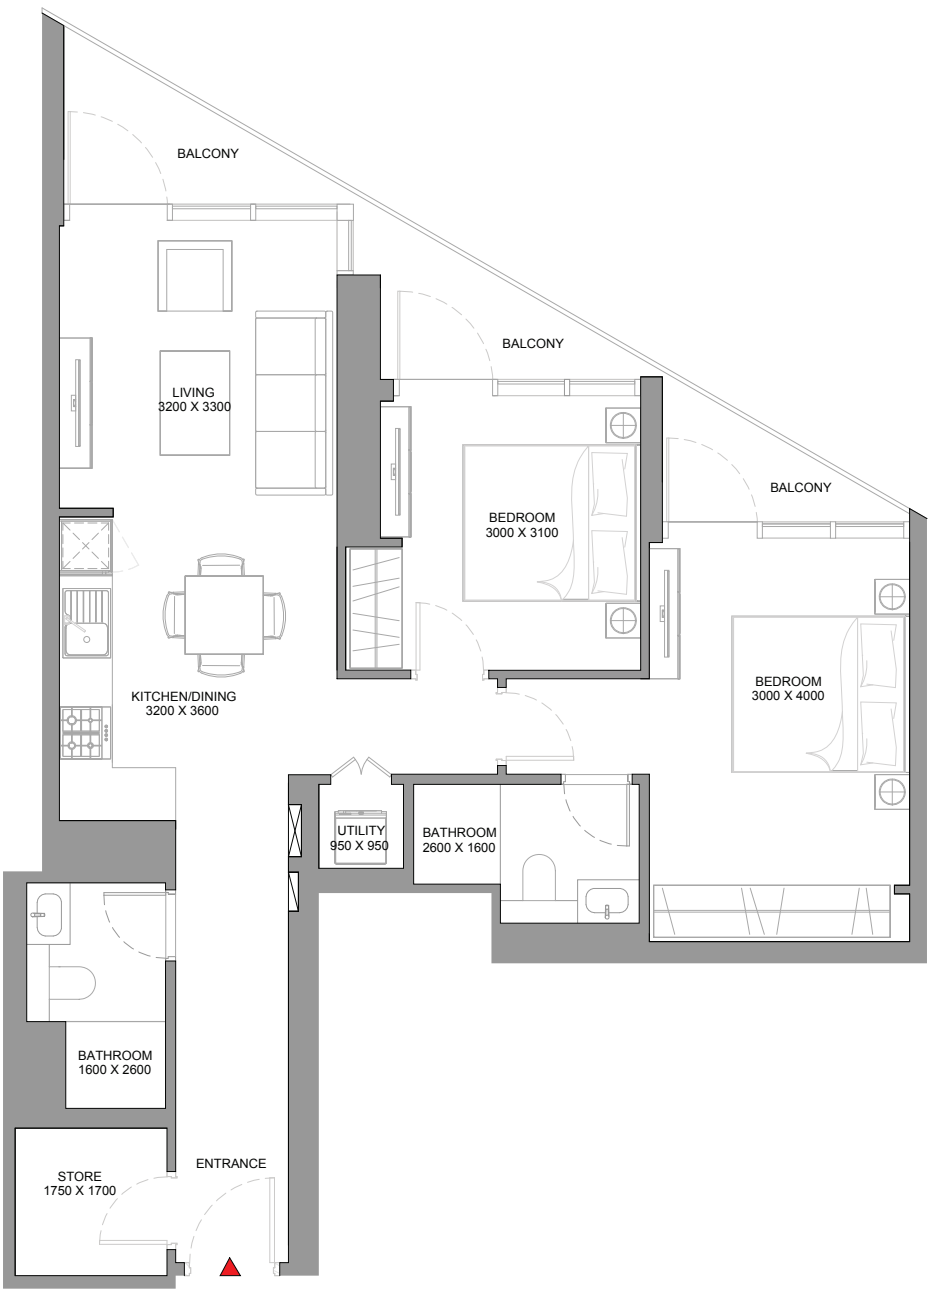 BALCONY
BALCONY
LIVING
3200 X 3300
BALCONY
BEDROOM
3000 X 3100
BEDROOM
3000 X 4000
KITCHEN/DINING
3200 X 3600
UTILITY
950 X 950
BATHROOM
2600 X 1600
BATHROOM
1600 X 2600
ENTRANCE
STORE
1750 X 1700